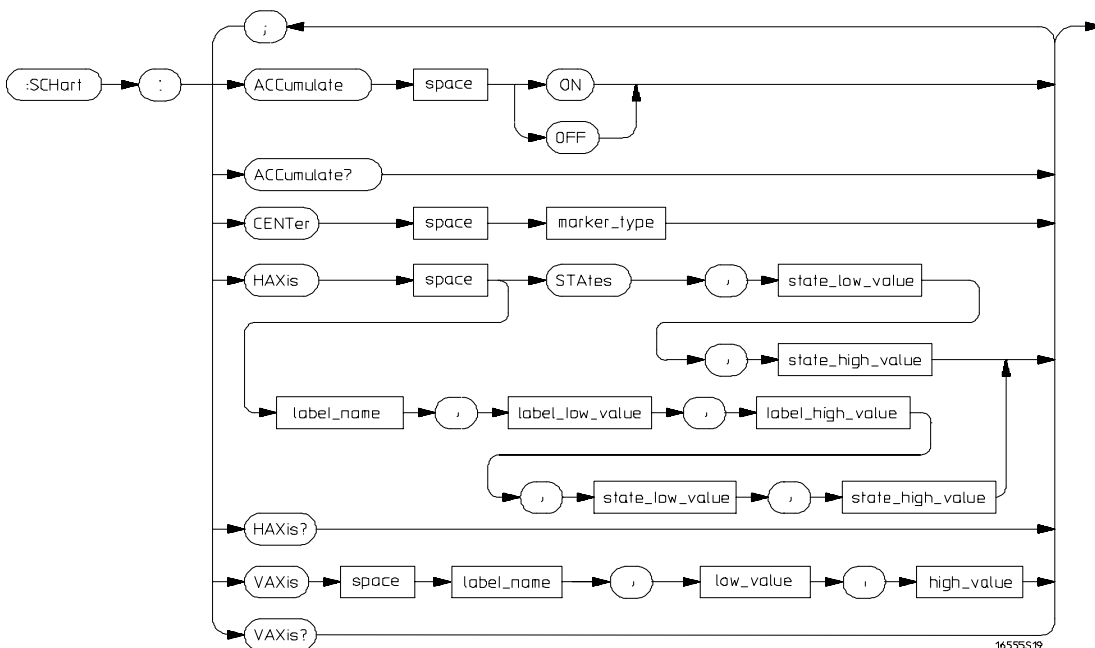 ;
:SCHart : ACCumulate space ON
OFF
ACCumulate?
CENTer space marker_type
HAXis space STAtes , state_low_value
, state_high_value
label_name , label_low_value , label_high_value
, state_low_value , state_high_value
HAXis?
VAXis space label_name , low_value , high_value
VAXis?
16555S19